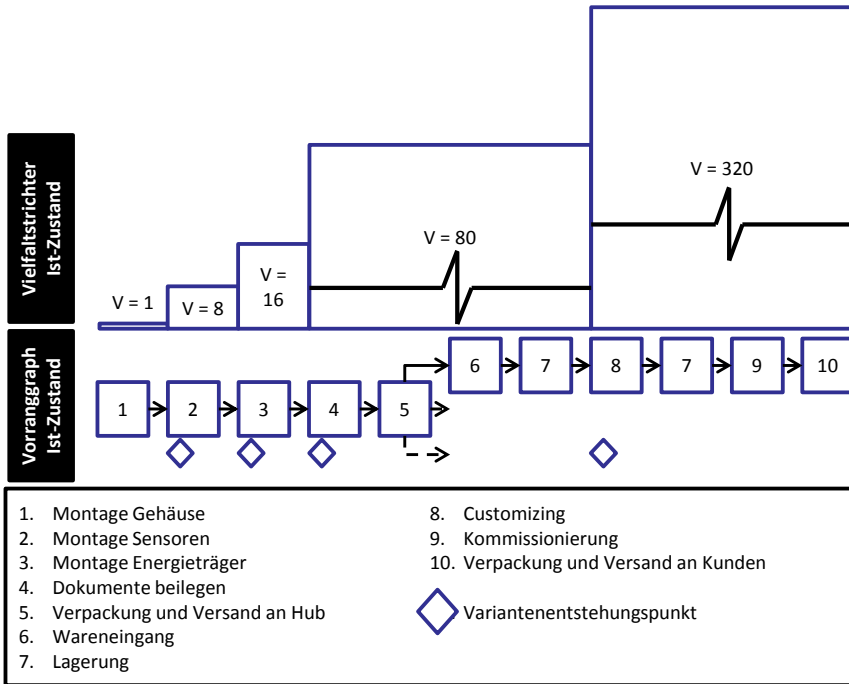 Vielfaltstrichter
Ist-Zustand
V = 1
V = 8
V =
16
V = 80
V = 320
Vorranggraph
Ist-Zustand
1
2
3
4
5
6
7
8
7
9
10
1. Montage Gehäuse
2. Montage Sensoren
3. Montage Energieträger
4. Dokumente beilegen
5. Verpackung und Versand an Hub
6. Wareneingang
7. Lagerung
8. Customizing
9. Kommissionierung
10. Verpackung und Versand an Kunden
Variantenentstehungspunkt